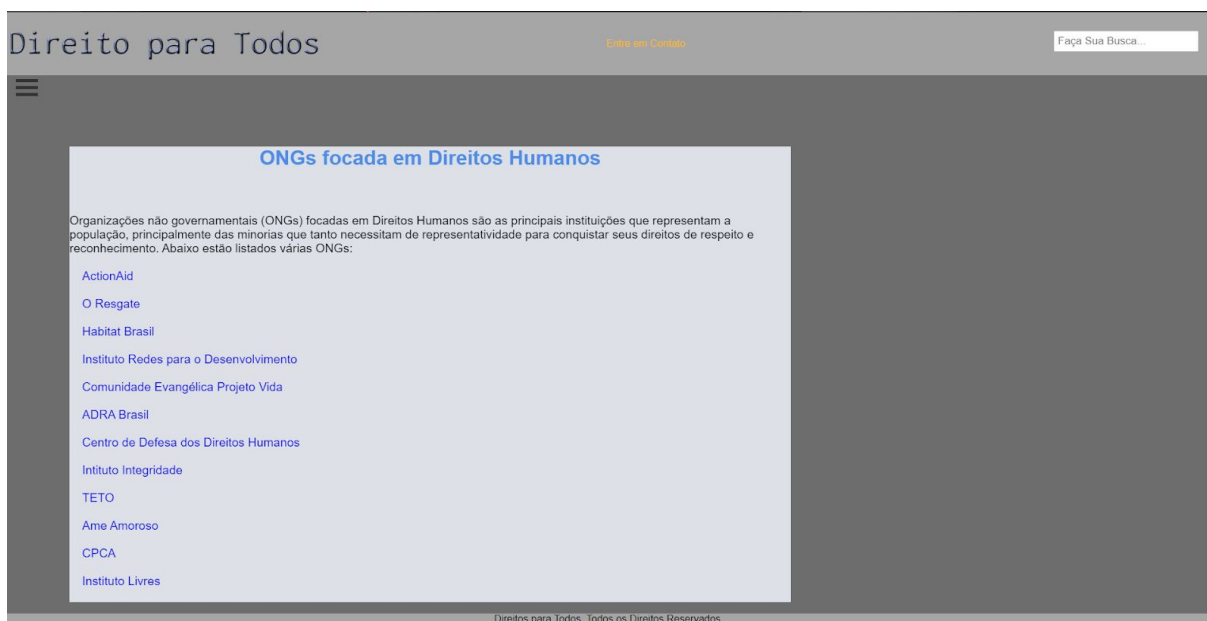 Direito para Todos
Entre em Contato
Faça Sua Busca...
ONGs focada em Direitos Humanos
Organizações não governamentais (ONGs) focadas em Direitos Humanos são as principais instituições que representam a
população, principalmente das minorias que tanto necessitam de representatividade para conquistar seus direitos de respeito e
reconhecimento. Abaixo estão listados várias ONGs:
ActionAid
O Resgate
Habitat Brasil
Instituto Redes para o Desenvolvimento
Comunidade Evangélica Projeto Vida
ADRA Brasil
Centro de Defesa dos Direitos Humanos
Intituto Integridade
TETO
Ame Amoroso
CPCA
Instituto Livres
Direitos para Todos. Todos os Direitos Reservados